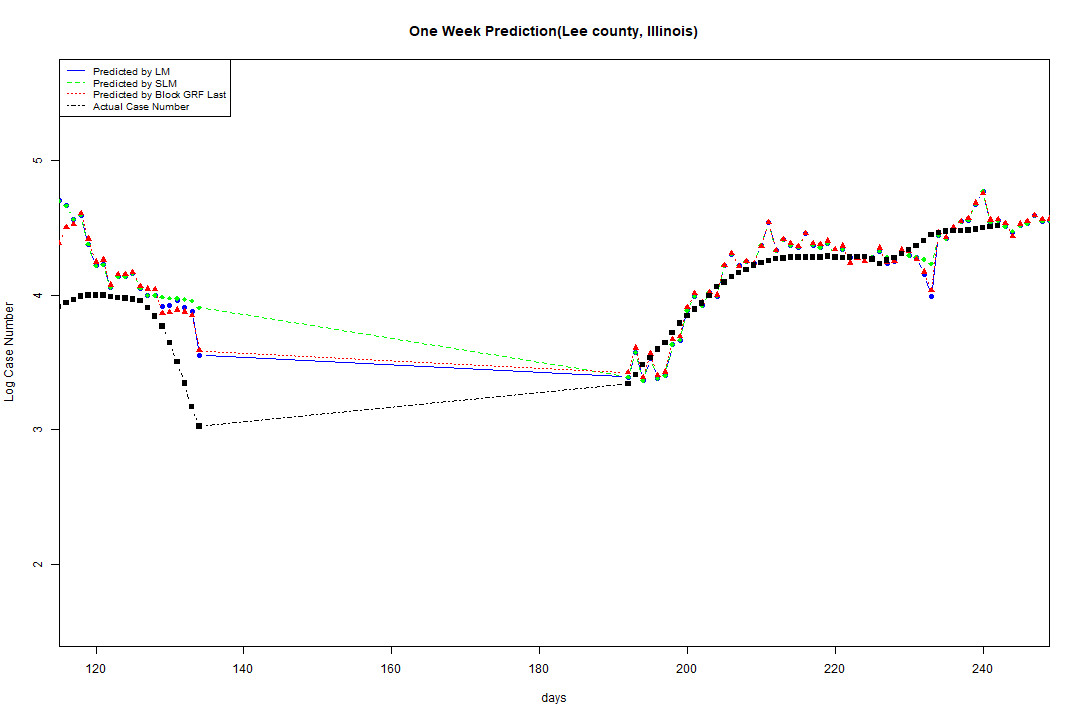 One Week Prediction(Lee county, Illinois)
Predicted by LM
Predicted by SLM
Predicted by Block GRF Last
Actual Case Number
5
4
3
2
Log Case Number
120 140 160 180 200 220 240
days